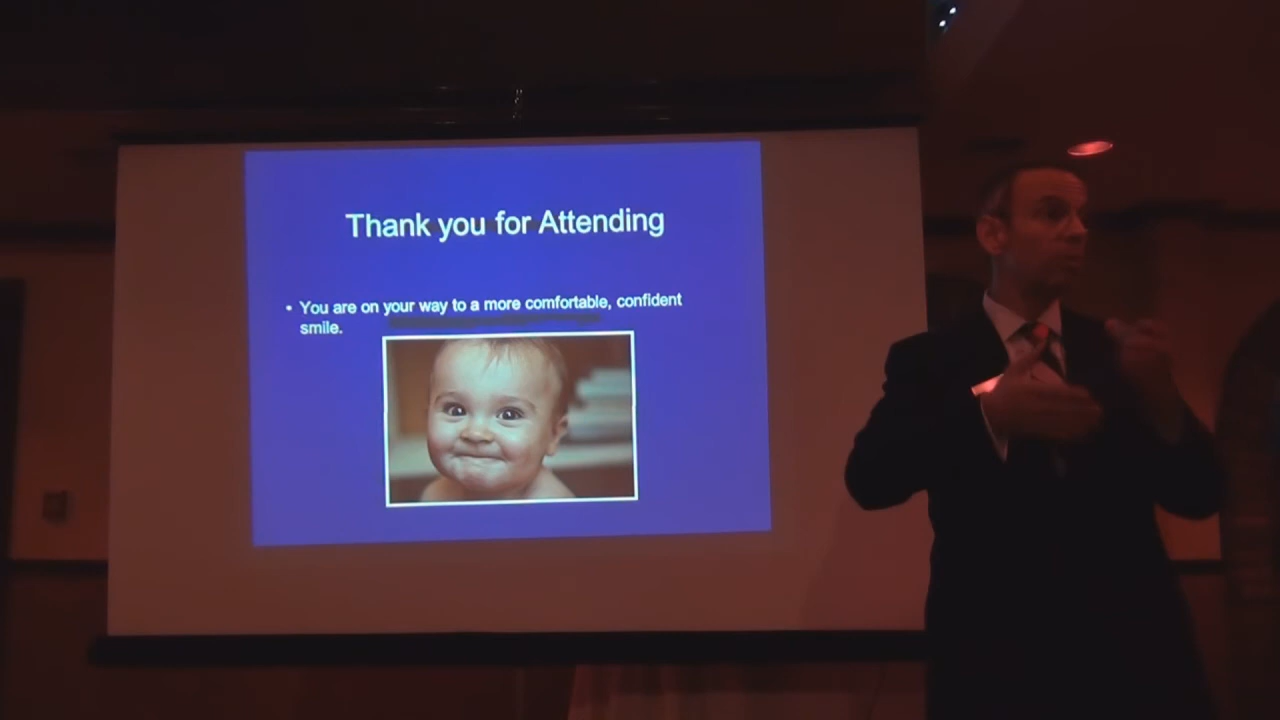 Thank you for Attending
• You are on your way to a more comfortable, confident
smile.